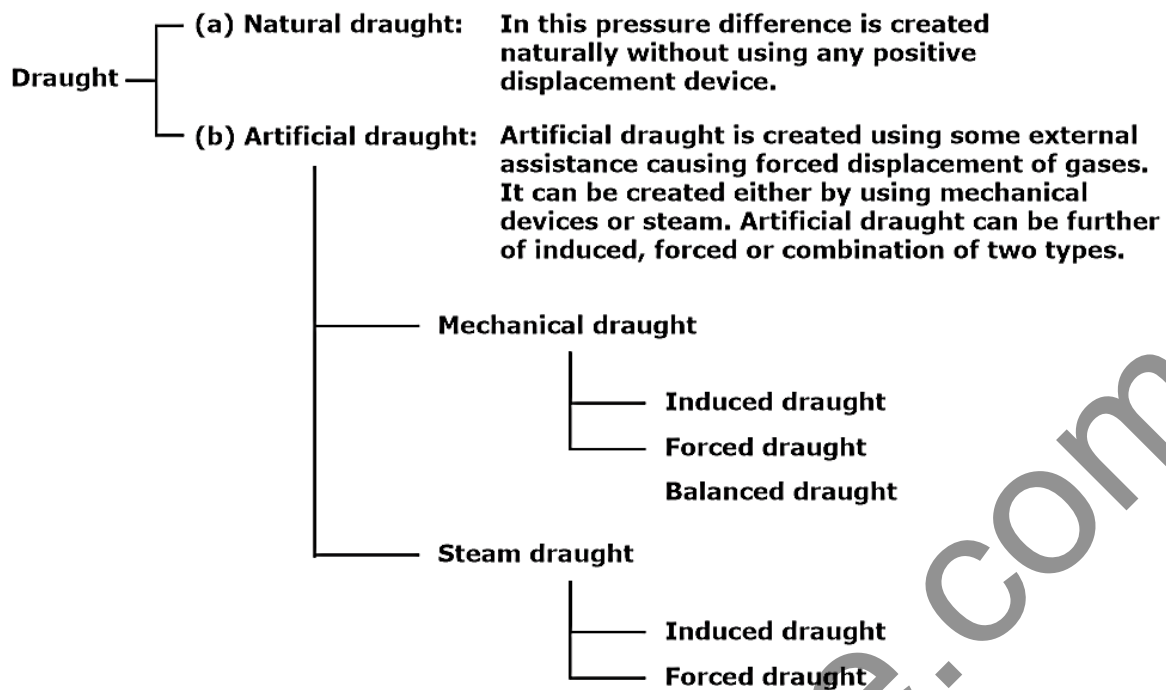 (a) Natural draught: In this pressure difference is created
naturally without using any positive
Draught
displacement device.
(b) Artificial draught: Artificial draught is created using some external
assistance causing forced displacement of gases.
It can be created either by using mechanical
devices or steam. Artificial draught can be further
of induced, forced or combination of two types.
Mechanical draught
Induced draught
Forced draught
Balanced draught
Steam draught
Induced draught
Forced draught
e.com